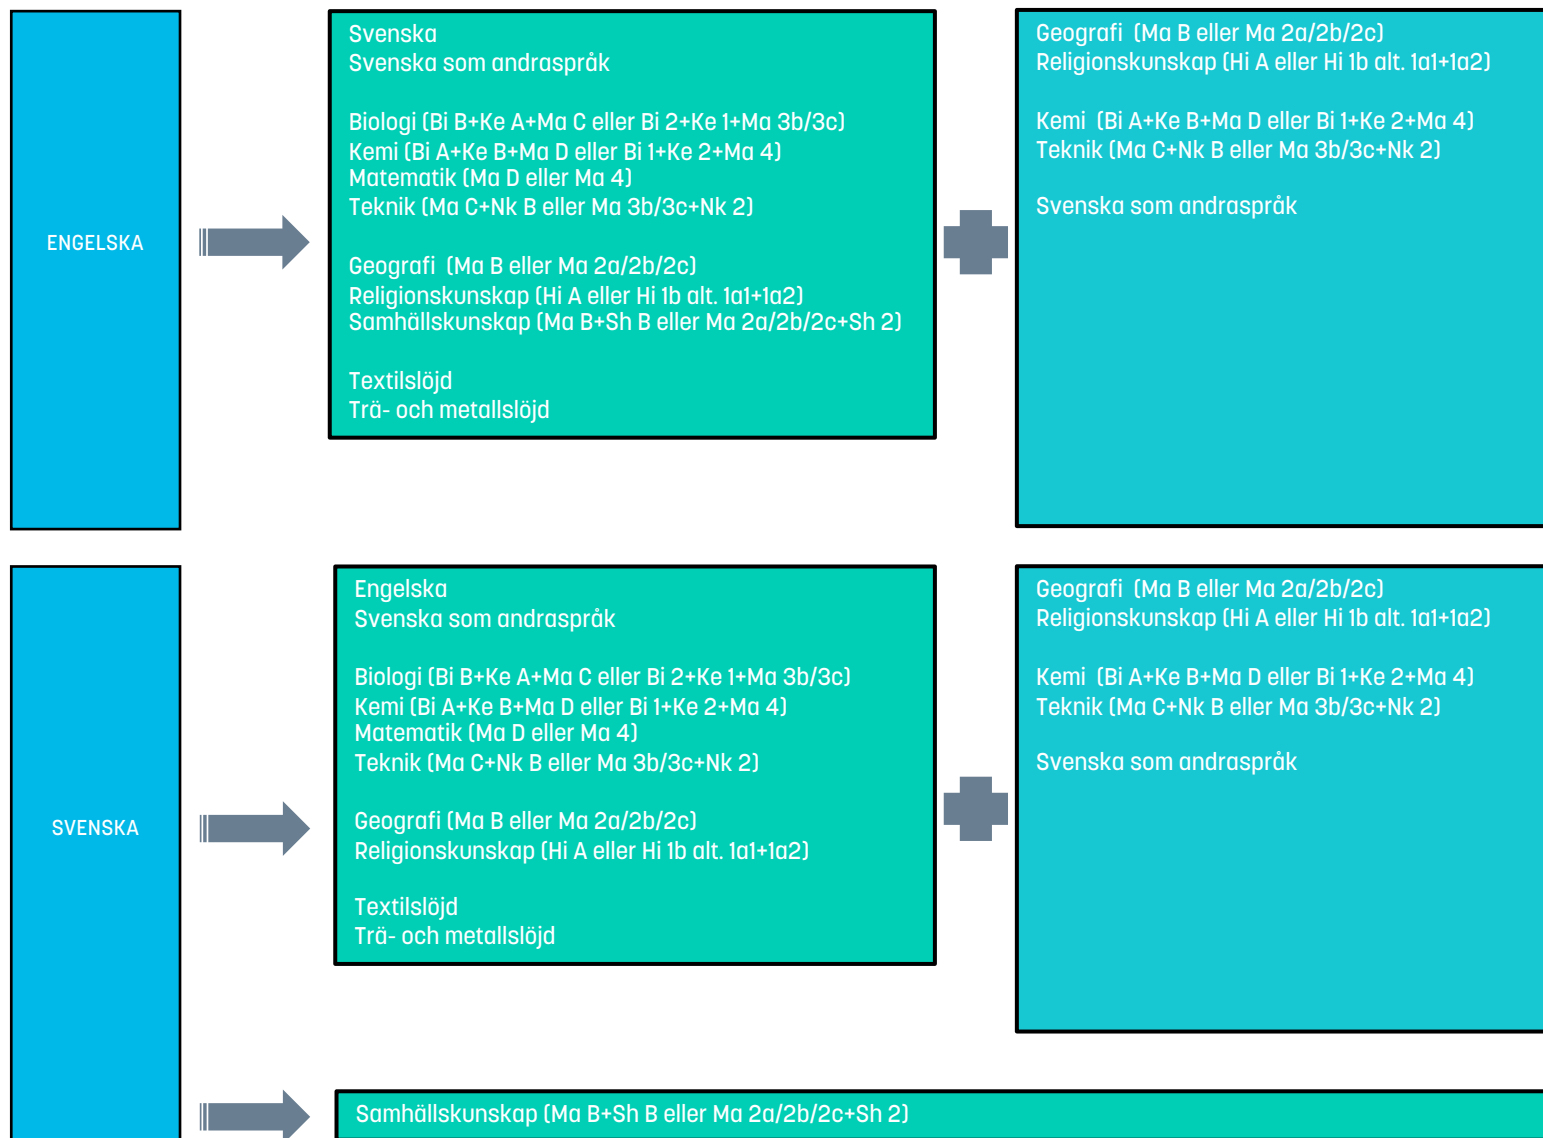 ENGELSKA
Svenska
Svenska som andraspråk
Biologi (Bi B+Ke A+Ma C eller Bi 2+Ke 1+Ma 3b/3c)
Kemi (Bi A+Ke B+Ma D eller Bi 1+Ke 2+Ma 4)
Matematik (Ma D eller Ma 4)
Teknik (Ma C+Nk B eller Ma 3b/3c+Nk 2)
Geografi (Ma B eller Ma 2a/2b/2c)
Religionskunskap (Hi A eller Hi 1b alt. 1a1+1a2)
Samhällskunskap (Ma B+Sh B eller Ma 2a/2b/2c+Sh 2)
Textilslöjd
Trä- och metallslöjd
Geografi (Ma B eller Ma 2a/2b/2c)
Religionskunskap (Hi A eller Hi 1b alt. 1a1+1a2)
Kemi (Bi A+Ke B+Ma D eller Bi 1+Ke 2+Ma 4)
Teknik (Ma C+Nk B eller Ma 3b/3c+Nk 2)
Svenska som andraspråk
SVENSKA
Engelska
Svenska som andraspråk
Biologi (Bi B+Ke A+Ma C eller Bi 2+Ke 1+Ma 3b/3c)
Kemi (Bi A+Ke B+Ma D eller Bi 1+Ke 2+Ma 4)
Matematik (Ma D eller Ma 4)
Teknik (Ma C+Nk B eller Ma 3b/3c+Nk 2)
Geografi (Ma B eller Ma 2a/2b/2c)
Religionskunskap (Hi A eller Hi 1b alt. 1a1+1a2)
Textilslöjd
Trä- och metallslöjd
Geografi (Ma B eller Ma 2a/2b/2c)
Religionskunskap (Hi A eller Hi 1b alt. 1a1+1a2)
Kemi (Bi A+Ke B+Ma D eller Bi 1+Ke 2+Ma 4)
Teknik (Ma C+Nk B eller Ma 3b/3c+Nk 2)
Svenska som andraspråk
Samhällskunskap (Ma B+Sh B eller Ma 2a/2b/2c+Sh 2)